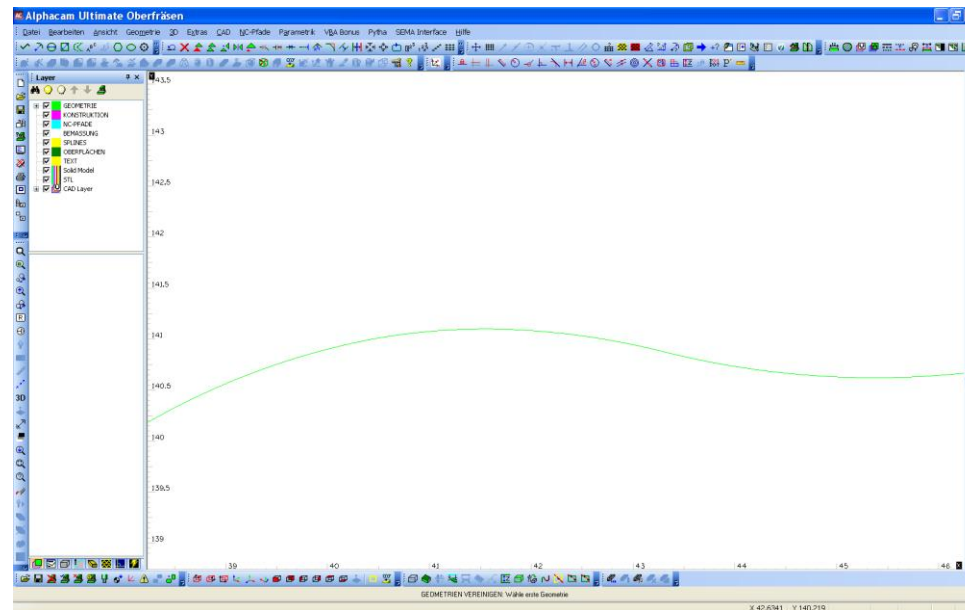 Alphacam Ultimate Oberfräsen
Datei Bearbeiten Ansicht Geometrie 3D Extras CAD NC-Pfade Parametrik VBA Bonus Pytha SEMA Interface Hilfe
Layer
GEOMETRIE
KONSTRUKTION
NC-PFADE
BEMASSUNG
SPLINES
OBERFLÄCHEN
TEXT
Solid Model
STL
CAD Layer
3D
143.5
143
142.5
142
141.5
141
140.5
140
139.5
139
39 40 41 42 43 44 45 46 X
GEOMETRIEN VEREINIGEN: Wähle erste Geometrie
X 42.6341 Y 140.219